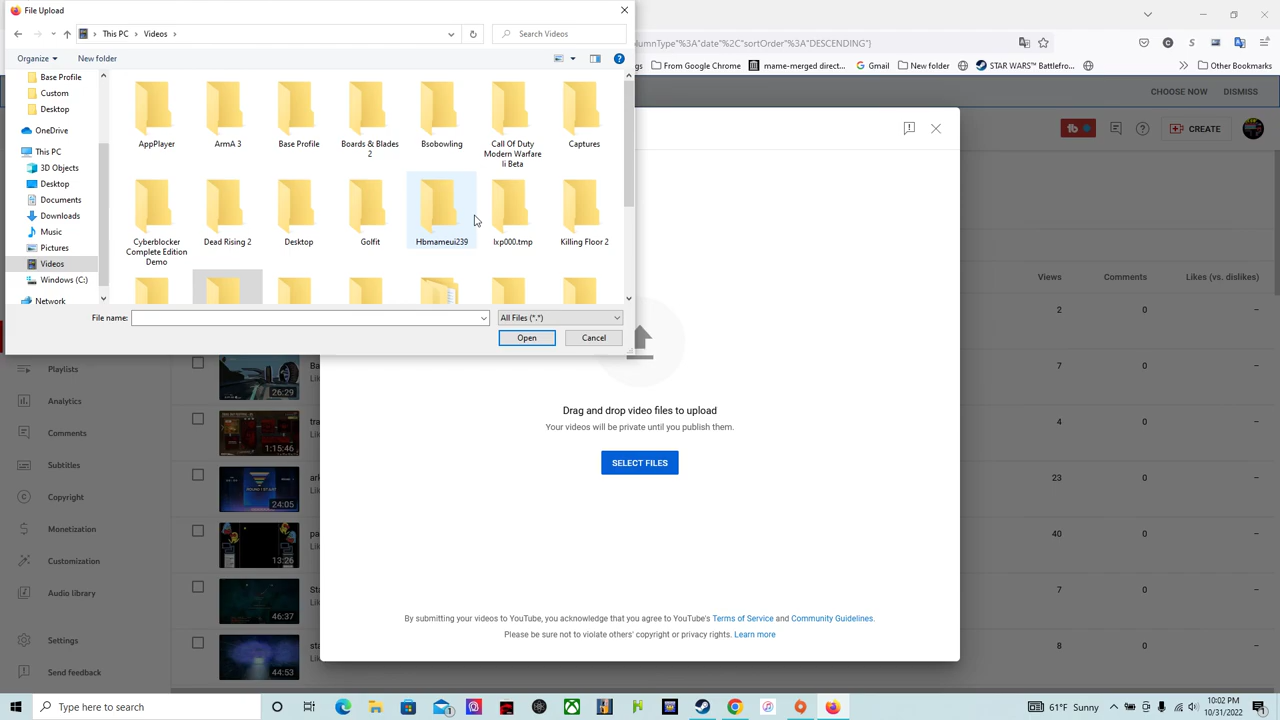 File Upload
This PC
Videos
Search Videos
Organize
New folder
Base Profile
Custom
Desktop
OneDrive
This PC
3D Objects
Desktop
Documents
Downloads
Music
Pictures
Videos
Windows (C:)
Network
AppPlayer
ArmA 3
Base Profile
Boards & Blades
2
Bsobowling
Call Of Duty
Modern Warfare
Ii Beta
Captures
Cyberblocker
Complete Edition
Demo
Dead Rising 2
Desktop
Golfit
Hbmameui239
Ixp000.tmp
Killing Floor 2
File name:
All Files (*.*)
Open
Cancel
lumnType"%3A"date"%2C"sortOrder"%3A"DESCENDING"}
From Google Chrome
mame-merged direct...
Gmail
New folder
STAR WARS™ Battlefro...
Other Bookmarks
CHOOSE NOW
DISMISS
CREATE
Views
Comments
Likes (vs. dislikes)
2
0
–
7
0
–
4
0
–
23
0
–
40
0
–
7
0
–
8
0
–
Drag and drop video files to upload
Your videos will be private until you publish them.
SELECT FILES
By submitting your videos to YouTube, you acknowledge that you agree to YouTube's Terms of Service and Community Guidelines.
Please be sure not to violate others' copyright or privacy rights. Learn more
Playlists
Analytics
Comments
Subtitles
Copyright
Monetization
Customization
Audio library
Settings
Send feedback
26:29
1:15:46
24:05
13:26
46:37
44:53
Type here to search
61°F Sunny
10:02 PM
10/31/2022